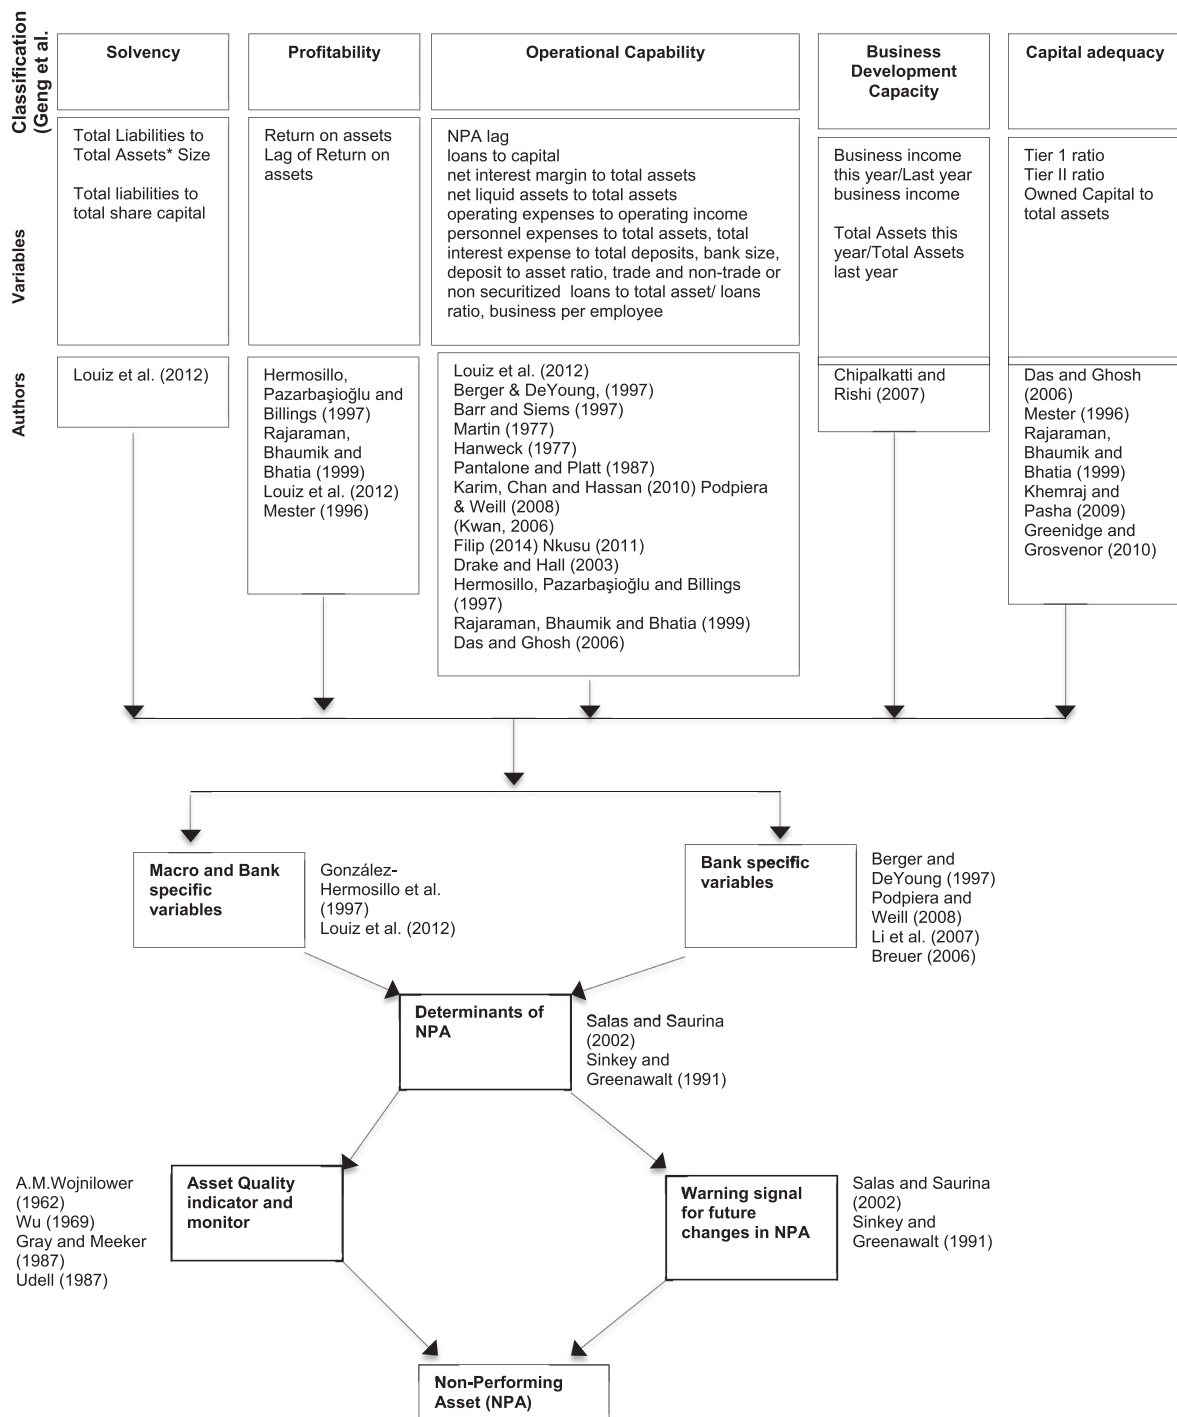 Classification
(Geng et al.
Solvency
Profitability
Operational Capability
Business
Development
Capacity
Capital adequacy
Variables
Total Liabilities to
Total Assets* Size
Total liabilities to
total share capital
Return on assets
Lag of Return on
assets
NPA lag
loans to capital
net interest margin to total assets
net liquid assets to total assets
operating expenses to operating income
personnel expenses to total assets, total
interest expense to total deposits, bank size,
deposit to asset ratio, trade and non-trade or
non securitized loans to total asset/ loans
ratio, business per employee
Business income
this year/Last year
business income
Total Assets this
year/Total Assets
last year
Tier 1 ratio
Tier II ratio
Owned Capital to
total assets
Authors
Louiz et al. (2012)
Hermosillo,
Pazarbaşioğlu and
Billings (1997)
Rajaraman,
Bhaumik and
Bhatia (1999)
Louiz et al. (2012)
Mester (1996)
Louiz et al. (2012)
Berger & DeYoung, (1997)
Barr and Siems (1997)
Martin (1977)
Hanweck (1977)
Pantalone and Platt (1987)
Karim, Chan and Hassan (2010) Podpiera
& Weill (2008)
(Kwan, 2006)
Filip (2014) Nkusu (2011)
Drake and Hall (2003)
Hermosillo, Pazarbaşioğlu and Billings
(1997)
Rajaraman, Bhaumik and Bhatia (1999)
Das and Ghosh (2006)
Chipalkatti and
Rishi (2007)
Das and Ghosh
(2006)
Mester (1996)
Rajaraman,
Bhaumik and
Bhatia (1999)
Khemraj and
Pasha (2009)
Greenidge and
Grosvenor (2010)
Macro and Bank
specific
variables
González-
Hermosillo et al.
(1997)
Louiz et al. (2012)
Bank specific
variables
Berger and
DeYoung (1997)
Podpiera and
Weill (2008)
Li et al. (2007)
Breuer (2006)
Determinants of
NPA
Salas and Saurina
(2002)
Sinkey and
Greenawalt (1991)
A.M.Wojnilower
(1962)
Wu (1969)
Gray and Meeker
(1987)
Udell (1987)
Asset Quality
indicator and
monitor
Warning signal
for future
changes in NPA
Salas and Saurina
(2002)
Sinkey and
Greenawalt (1991)
Non-Performing
Asset (NPA)